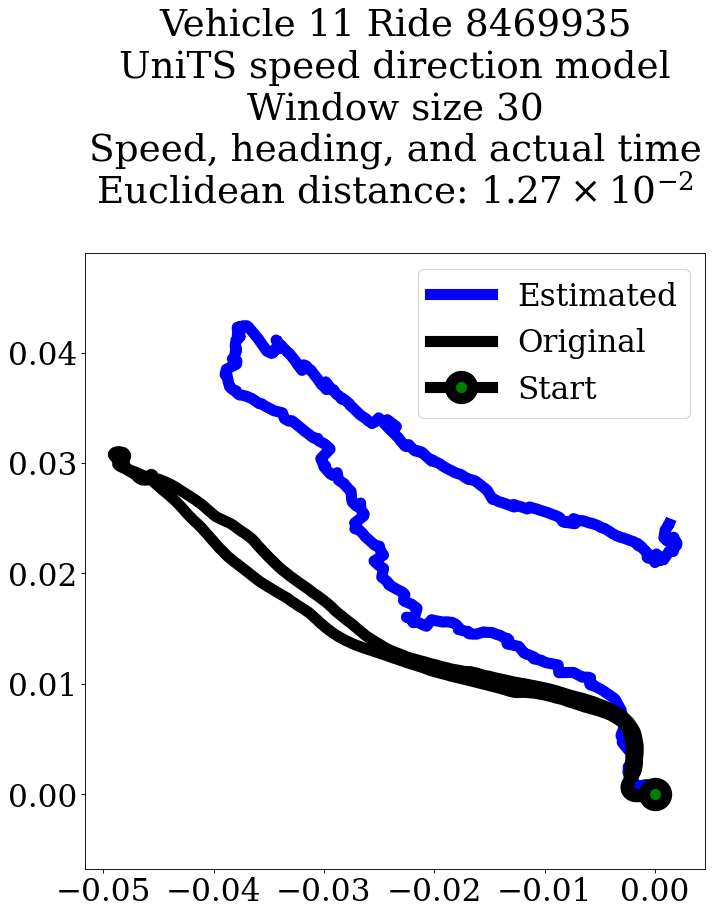 Vehicle 11 Ride 8469935
UniTS speed direction model
Window size 30
Speed, heading, and actual time
Euclidean distance: 1.27 × 10⁻²
Estimated
Original
Start
0.04
0.03
0.02
0.01
0.00
−0.05 −0.04 −0.03 −0.02 −0.01 0.00